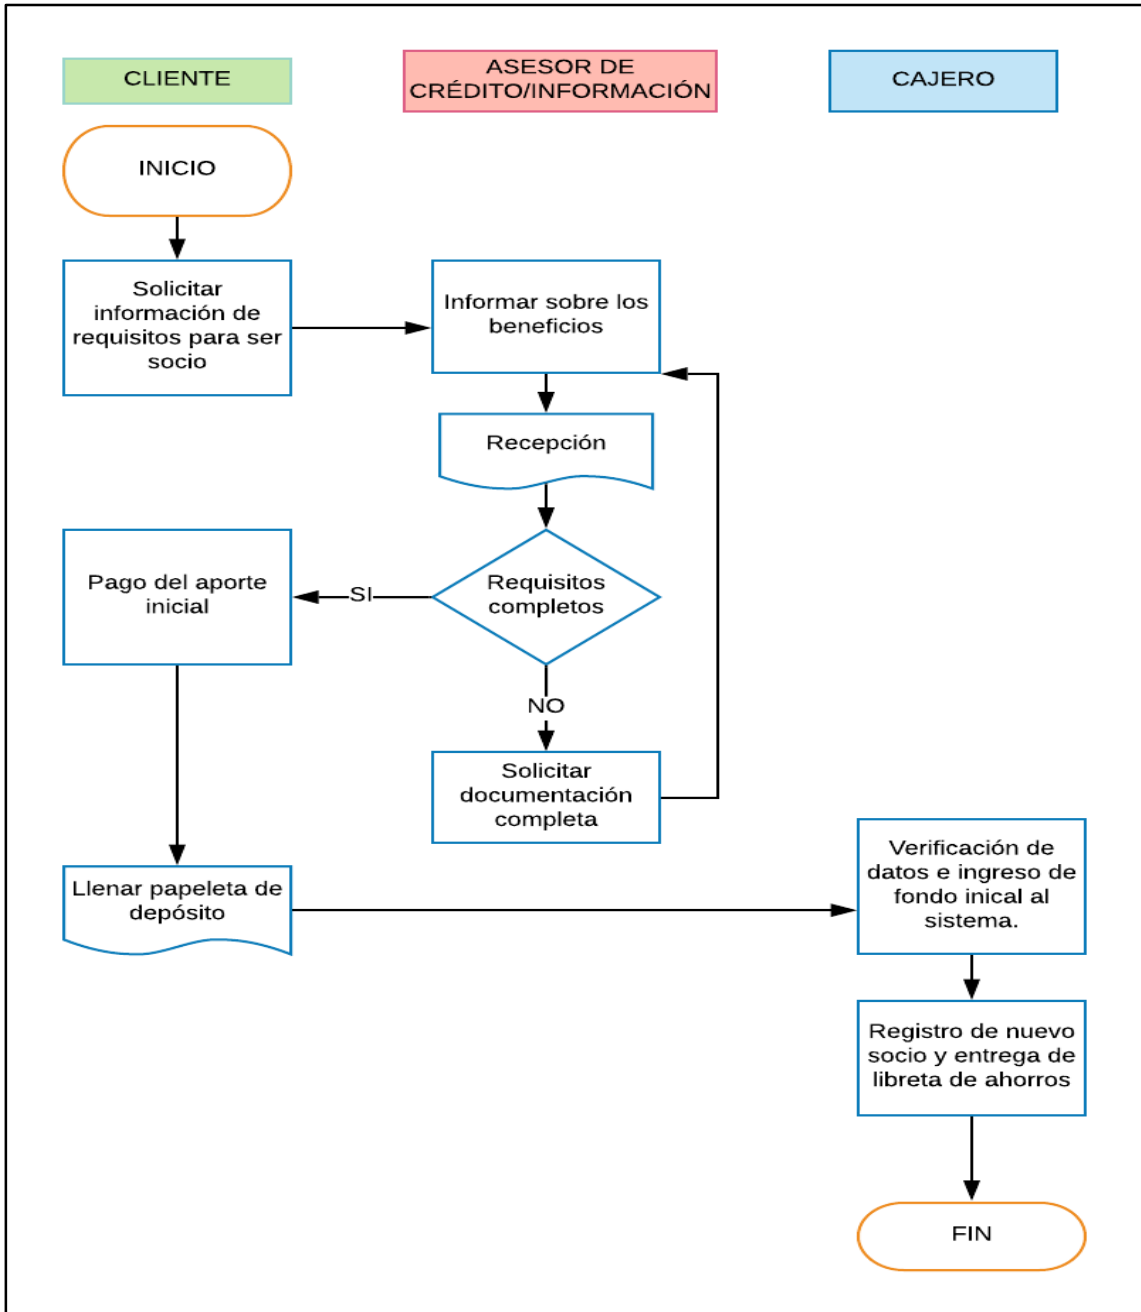 CLIENTE
ASESOR DE
CRÉDITO/INFORMACIÓN
CAJERO
INICIO
Solicitar
información de
requisitos para ser
socio
Informar sobre los
beneficios
Recepción
Requisitos
completos
SI
Pago del aporte
inicial
NO
Solicitar
documentación
completa
Llenar papeleta de
depósito
Verificación de
datos e ingreso de
fondo inical al
sistema.
Registro de nuevo
socio y entrega de
libreta de ahorros
FIN